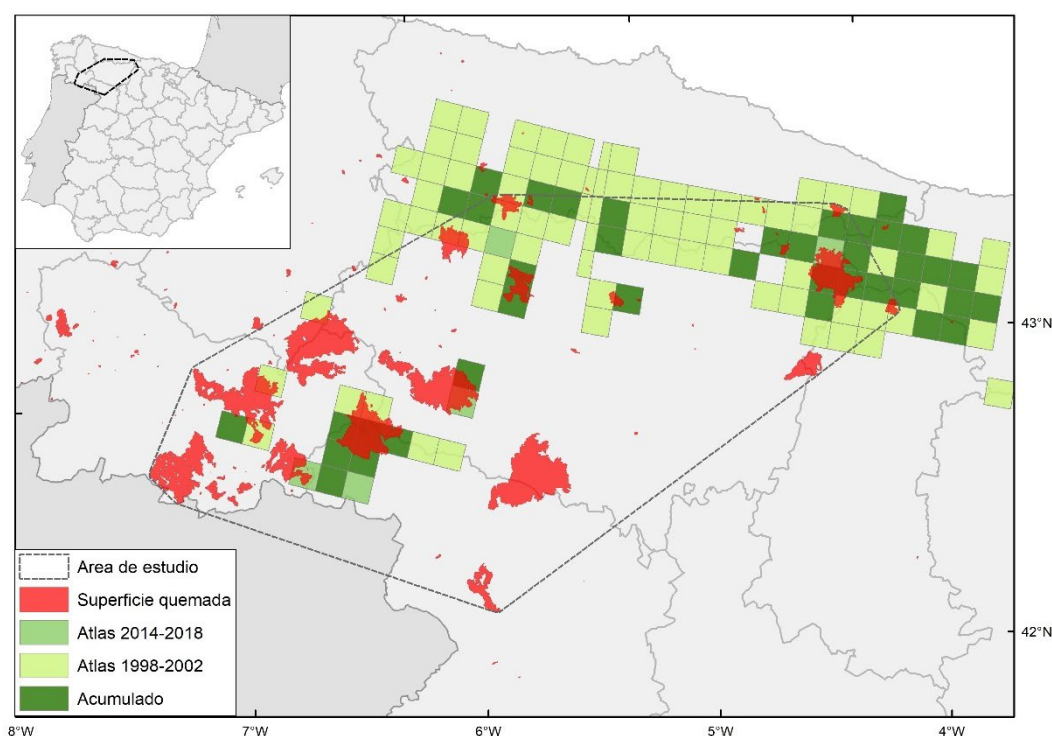 43°N
Area de estudio
Superficie quemada
Atlas 2014-2018
Atlas 1998-2002
Acumulado
42°N
8°W
7°W
6°W
5°W
4°W